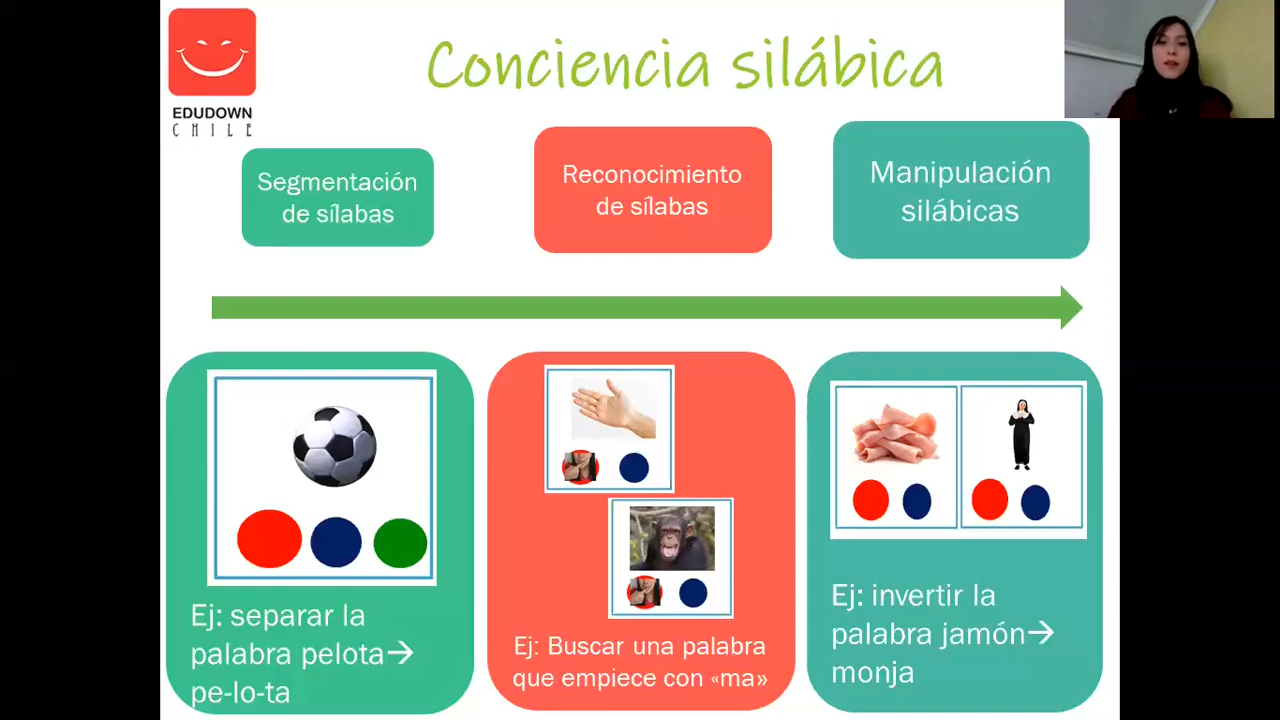 EDUDOWN
CHILE
Conciencia silábica
Segmentación
de sílabas
Reconocimiento
de sílabas
Manipulación
silábicas
Ej: separar la
palabra pelota→
pe-lo-ta
Ej: Buscar una palabra
que empiece con «ma»
Ej: invertir la
palabra jamón→
monja